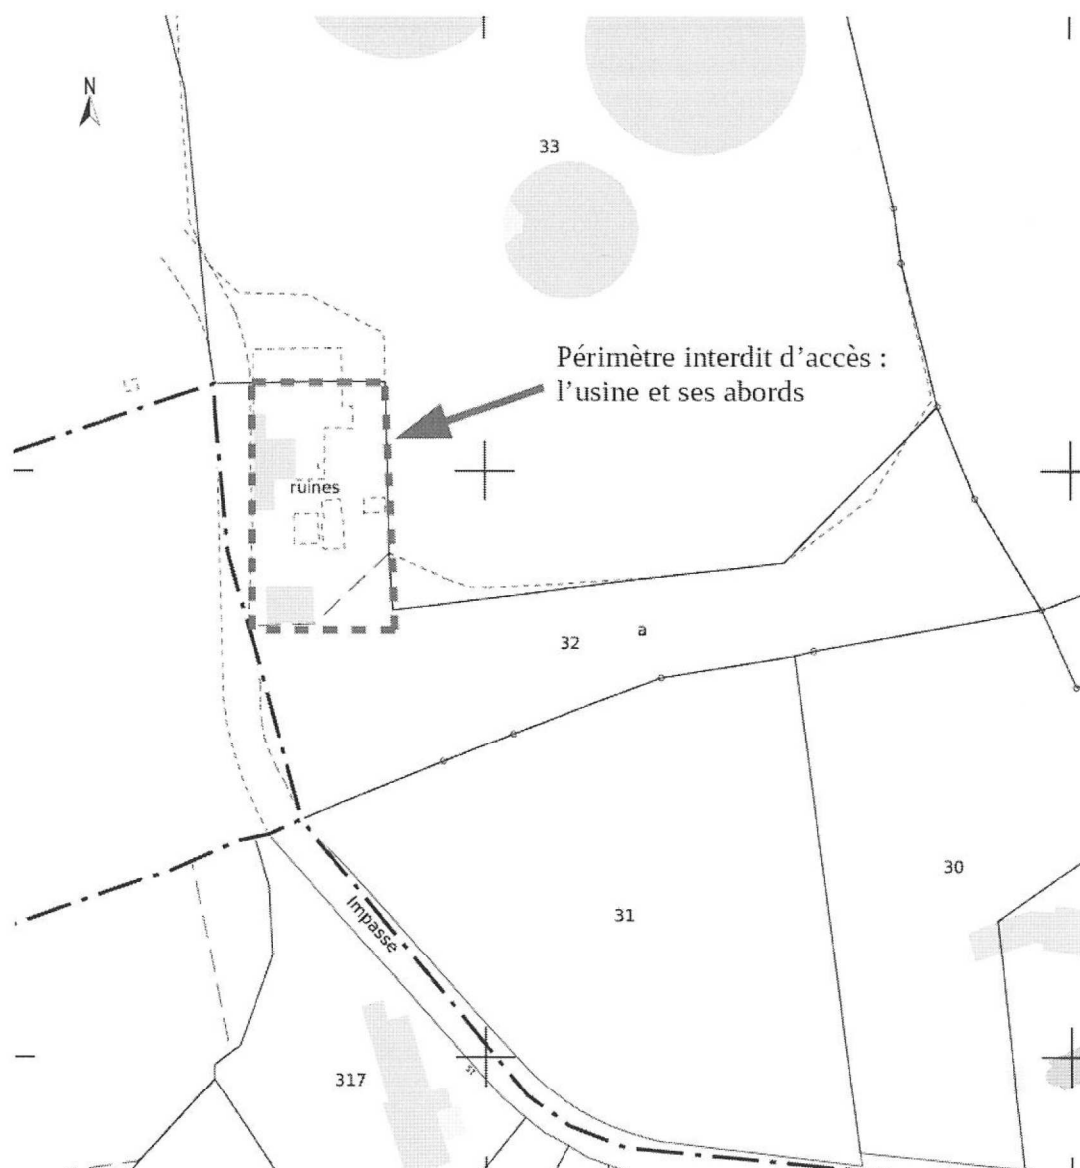 N
33
Périmètre interdit d’accès :
l’usine et ses abords
ruines
32
a
30
31
Impasse
317